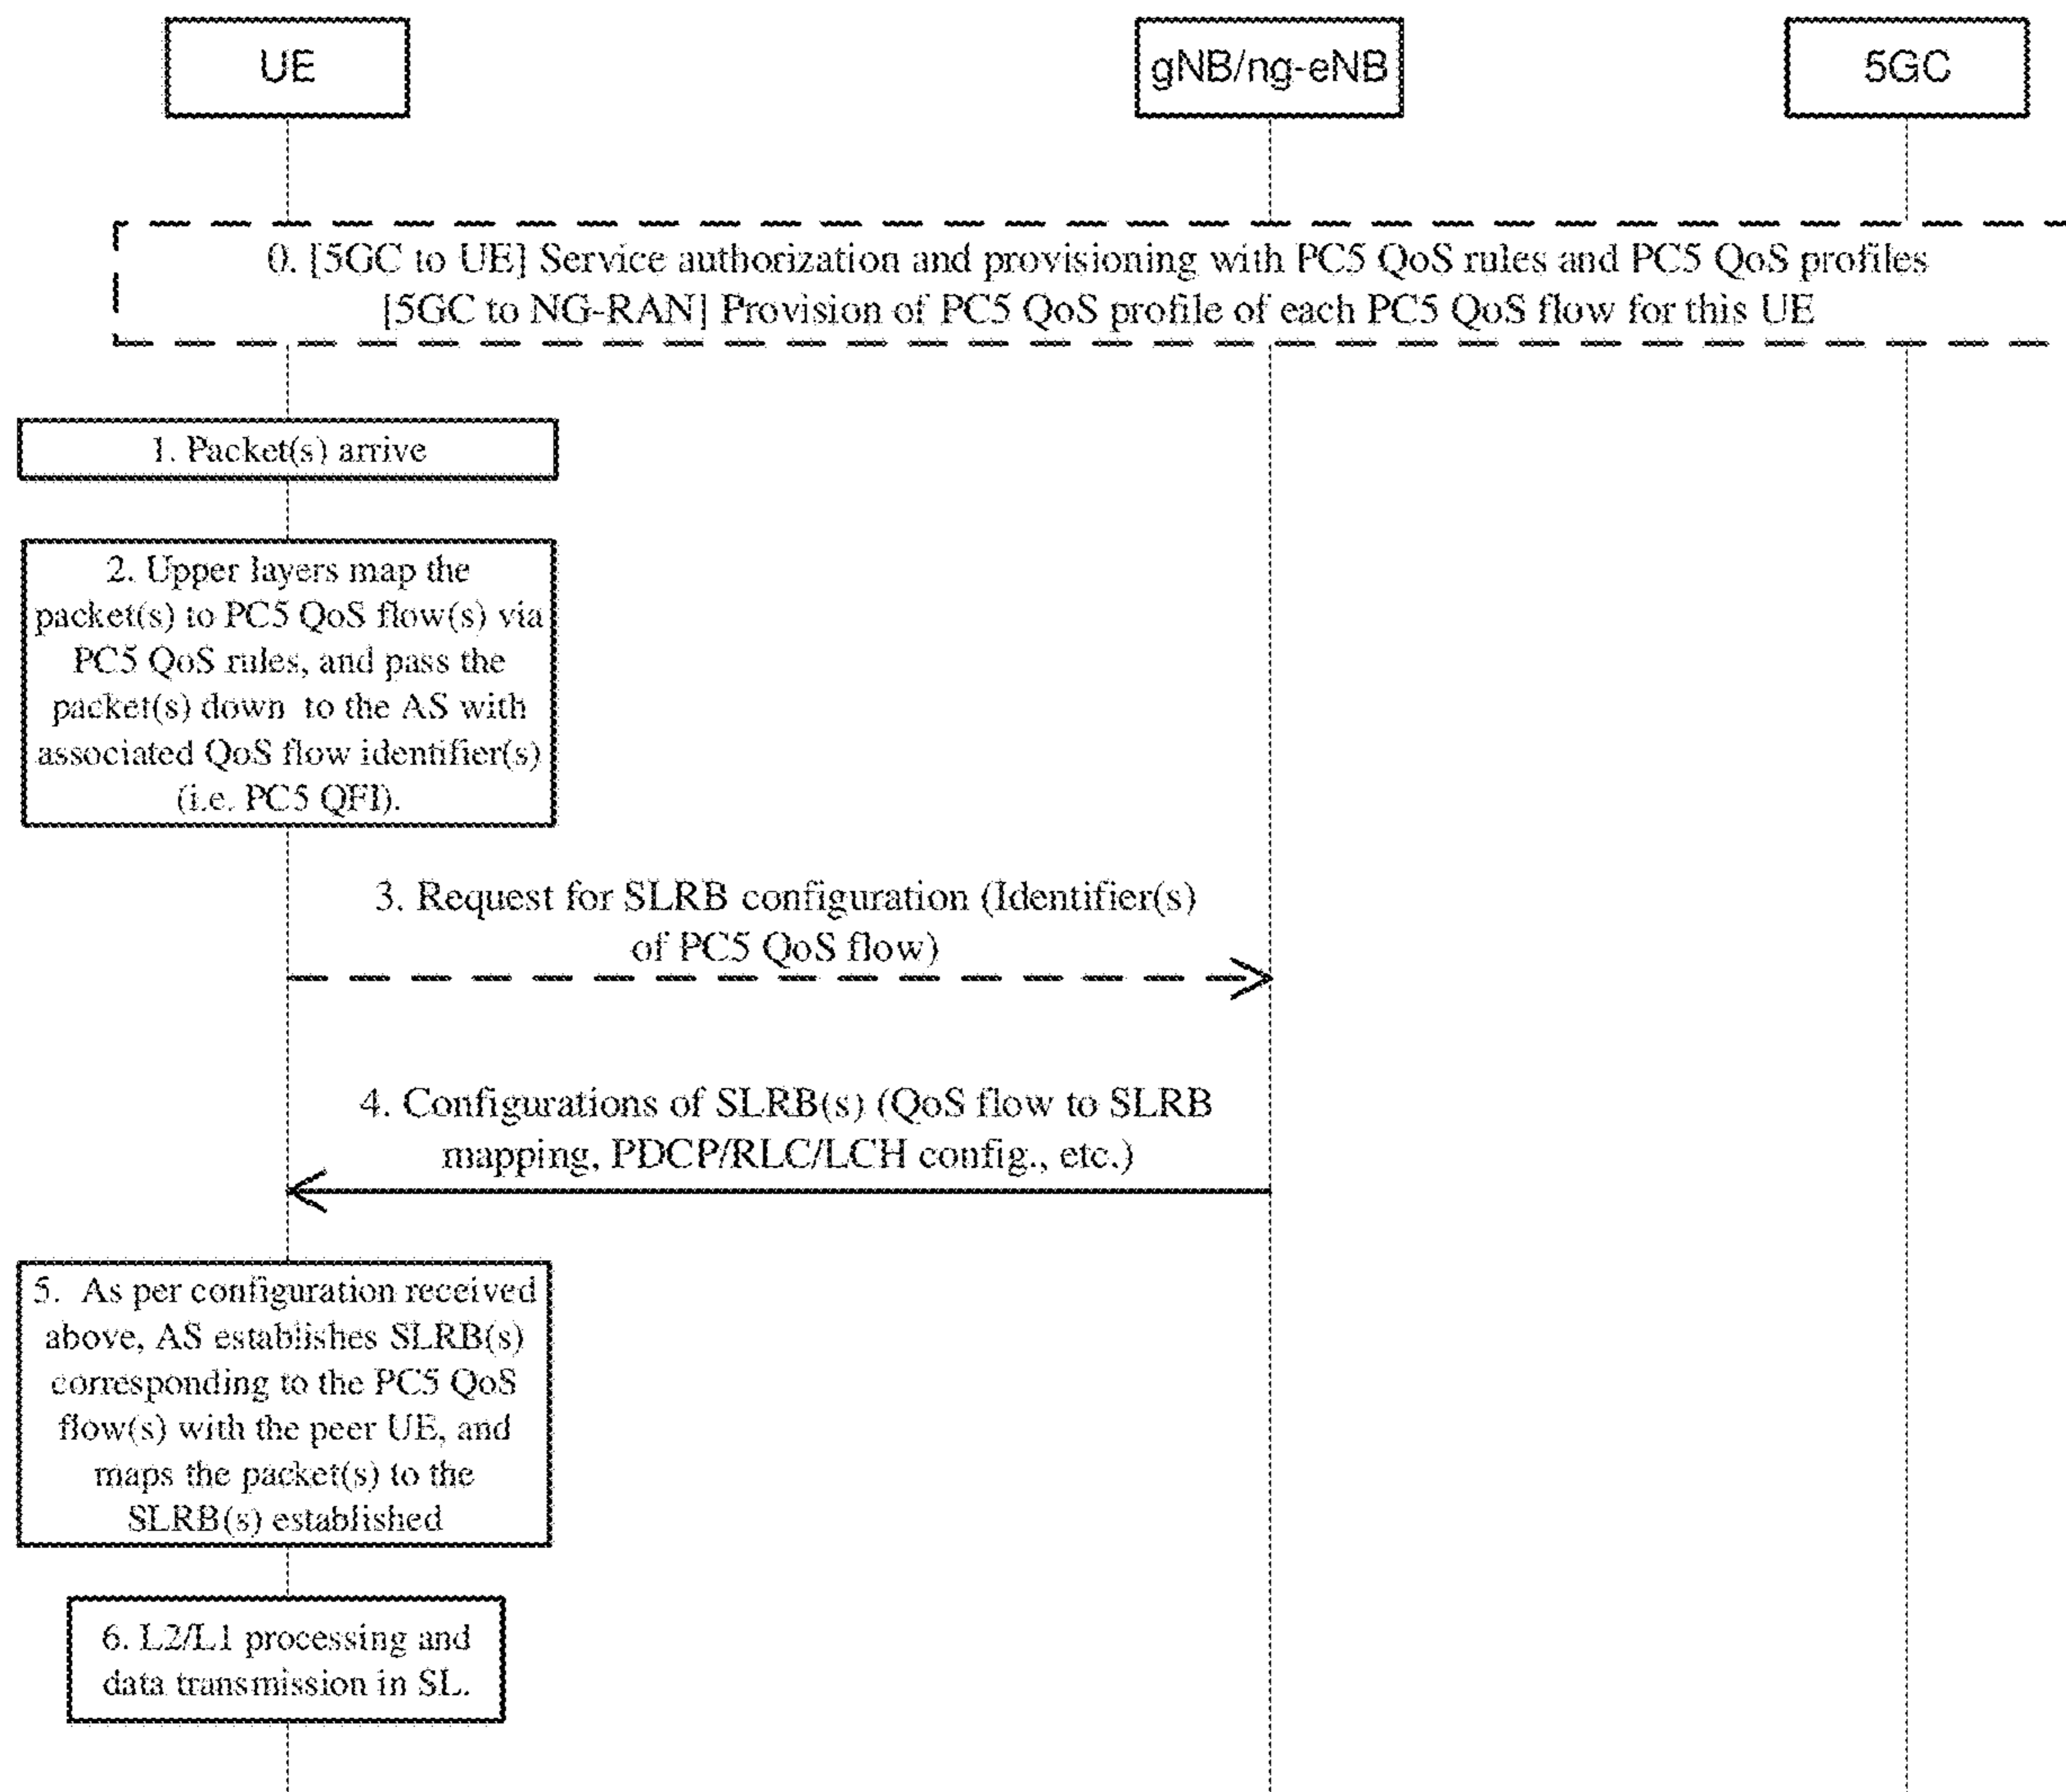 UE
gNB/ng-eNB
5GC
0. [5GC to UE] Service authorization and provisioning with PC5 QoS rules and PC5 QoS profiles
[5GC to NG-RAN] Provision of PC5 QoS profile of each PC5 QoS flow for this UE
1. Packet(s) arrive
2. Upper layers map the
packet(s) to PC5 QoS flow(s) via
PC5 QoS rules, and pass the
packet(s) down to the AS with
associated QoS flow identifier(s)
(i.e. PC5 QFI).
3. Request for SLRB configuration (Identifier(s)
of PC5 QoS flow)
4. Configurations of SLRB(s) (QoS flow to SLRB
mapping, PDCP/RLC/LCH config., etc.)
5. As per configuration received
above, AS establishes SLRB(s)
corresponding to the PC5 QoS
flow(s) with the peer UE, and
maps the packet(s) to the
SLRB(s) established
6. L2/L1 processing and
data transmission in SL.